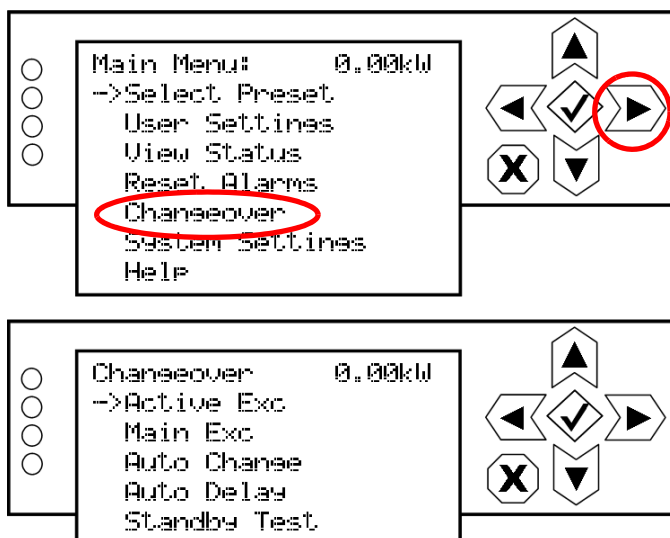 Main Menu: 0.00kW
->Select Preset
User Settings
View Status
Reset Alarms
Changeover
System Settings
Help
X
Changeover 0.00kW
->Active Exc
Main Exc
Auto Change
Auto Delay
Standby Test
X